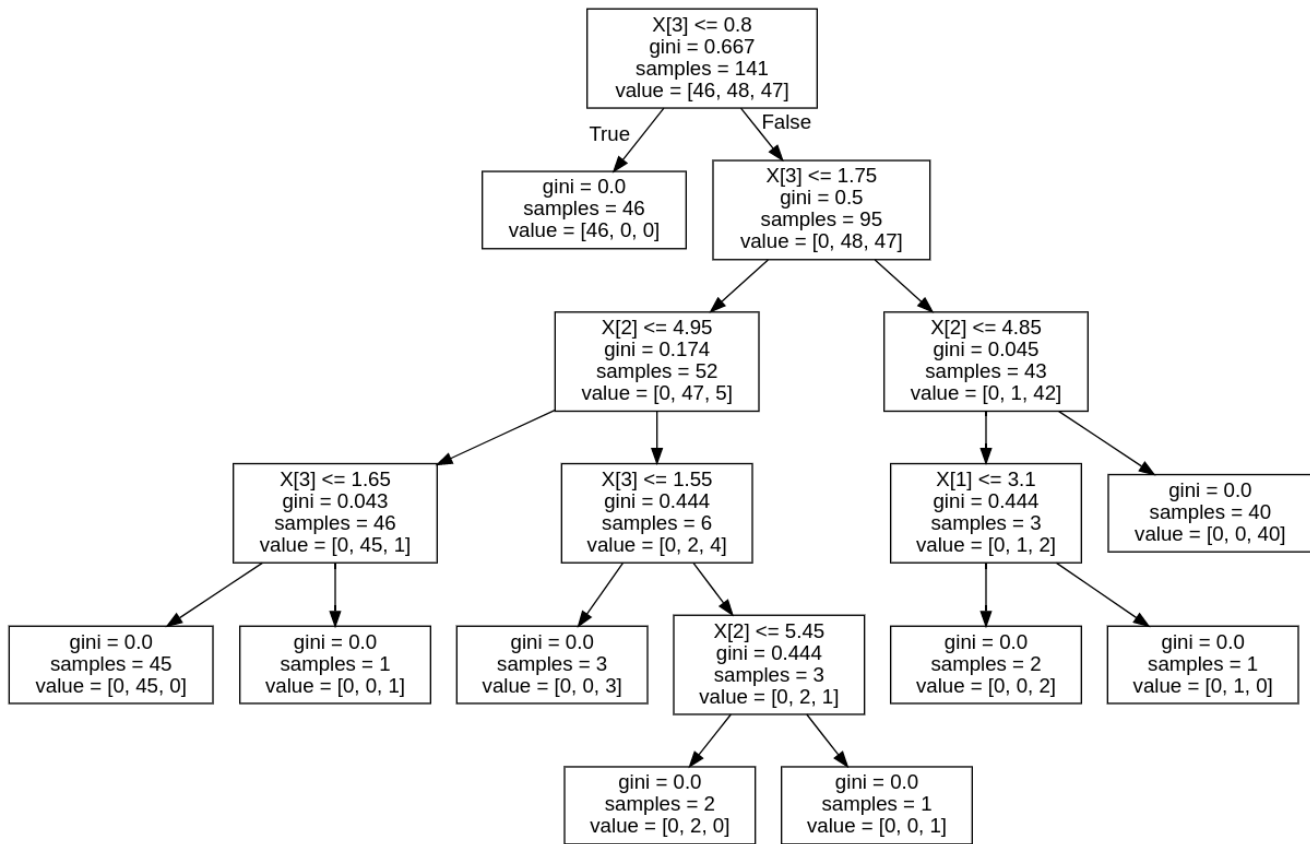 X[3] <= 0.8
gini = 0.667
samples = 141
value = [46, 48, 47]
True
False
gini = 0.0
samples = 46
value = [46, 0, 0]
X[3] <= 1.75
gini = 0.5
samples = 95
value = [0, 48, 47]
X[2] <= 4.95
gini = 0.174
samples = 52
value = [0, 47, 5]
X[2] <= 4.85
gini = 0.045
samples = 43
value = [0, 1, 42]
X[3] <= 1.65
gini = 0.043
samples = 46
value = [0, 45, 1]
X[3] <= 1.55
gini = 0.444
samples = 6
value = [0, 2, 4]
X[1] <= 3.1
gini = 0.444
samples = 3
value = [0, 1, 2]
gini = 0.0
samples = 40
value = [0, 0, 40]
gini = 0.0
samples = 45
value = [0, 45, 0]
gini = 0.0
samples = 1
value = [0, 0, 1]
gini = 0.0
samples = 3
value = [0, 0, 3]
X[2] <= 5.45
gini = 0.444
samples = 3
value = [0, 2, 1]
gini = 0.0
samples = 2
value = [0, 0, 2]
gini = 0.0
samples = 1
value = [0, 1, 0]
gini = 0.0
samples = 2
value = [0, 2, 0]
gini = 0.0
samples = 1
value = [0, 0, 1]